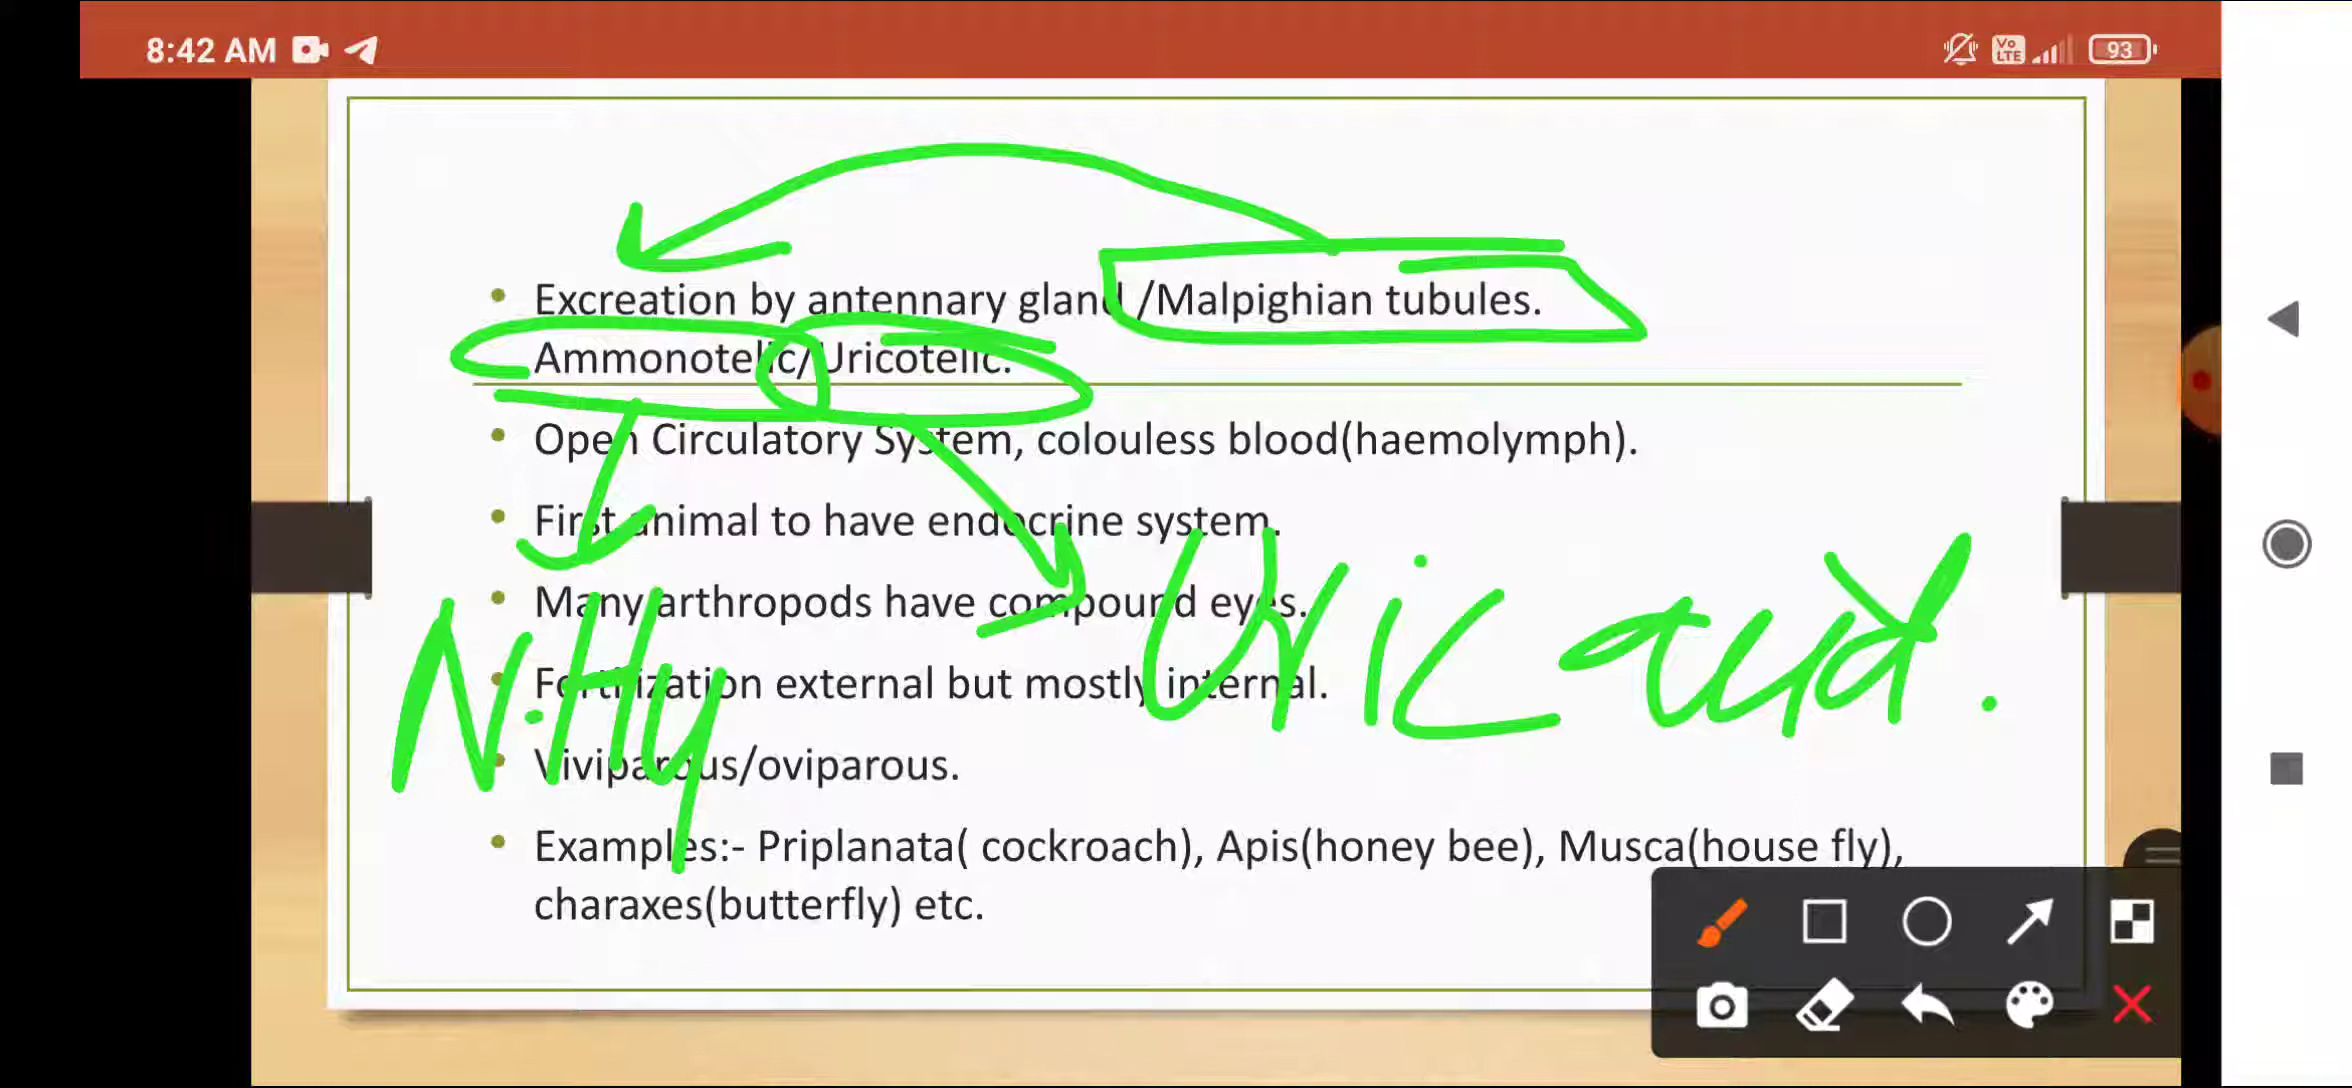 8:42 AM
Vo LTE
93
Excreation by antennary gland /Malpighian tubules.
Ammonotelic/Uricotelic.
Open Circulatory System, colouless blood(haemolymph).
First animal to have endocrine system.
Many arthropods have compound eyes.
Uric acid.
Fertilization external but mostly internal.
Viviparous/oviparous.
Examples:- Priplanata( cockroach), Apis(honey bee), Musca(house fly),
charaxes(butterfly) etc.